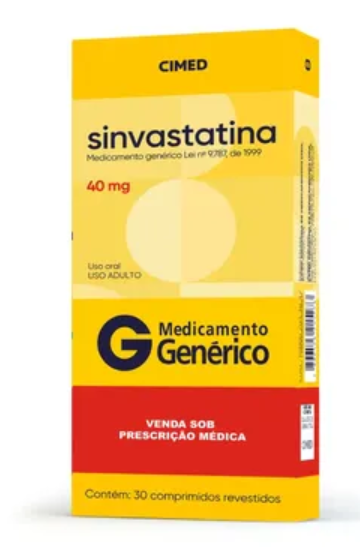 CIMED
sinvastatina
Medicamento genérico Lei nº 9.787, de 1999
40 mg
Uso oral
USO ADULTO
G Medicamento
Genérico
VENDA SOB
PRESCRIÇÃO MÉDICA
Contém: 30 comprimidos revestidos